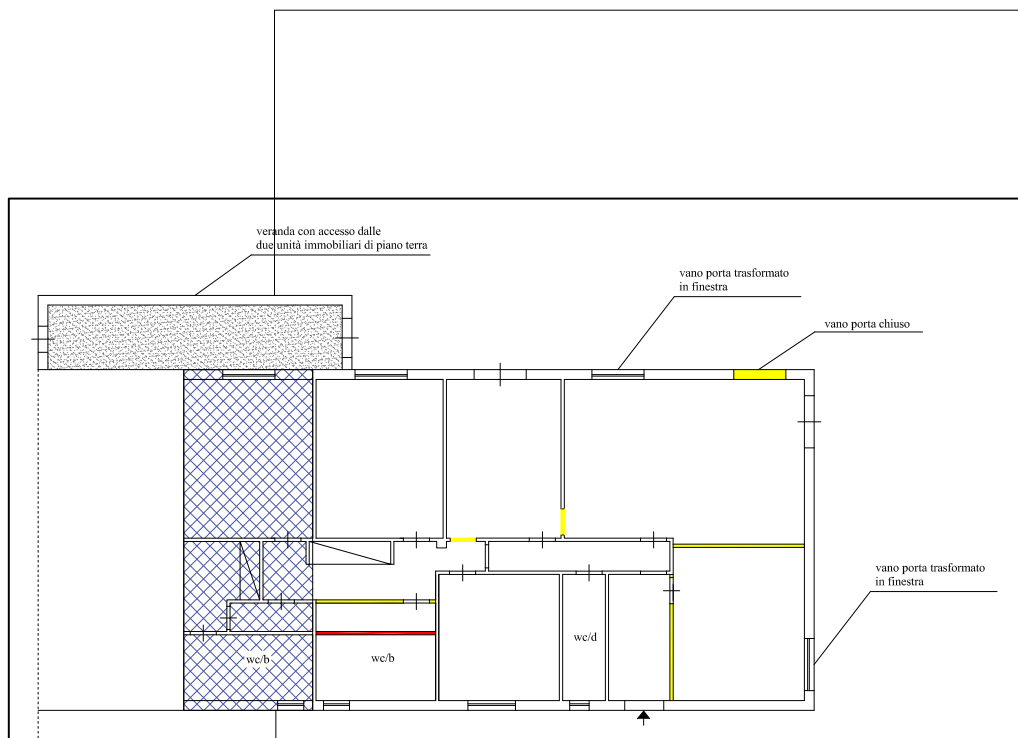 veranda con accesso dalle
due unità immobiliari di piano terra
vano porta trasformato
in finestra
vano porta chiuso
vano porta trasformato
in finestra
wc/b
wc/b
wc/d